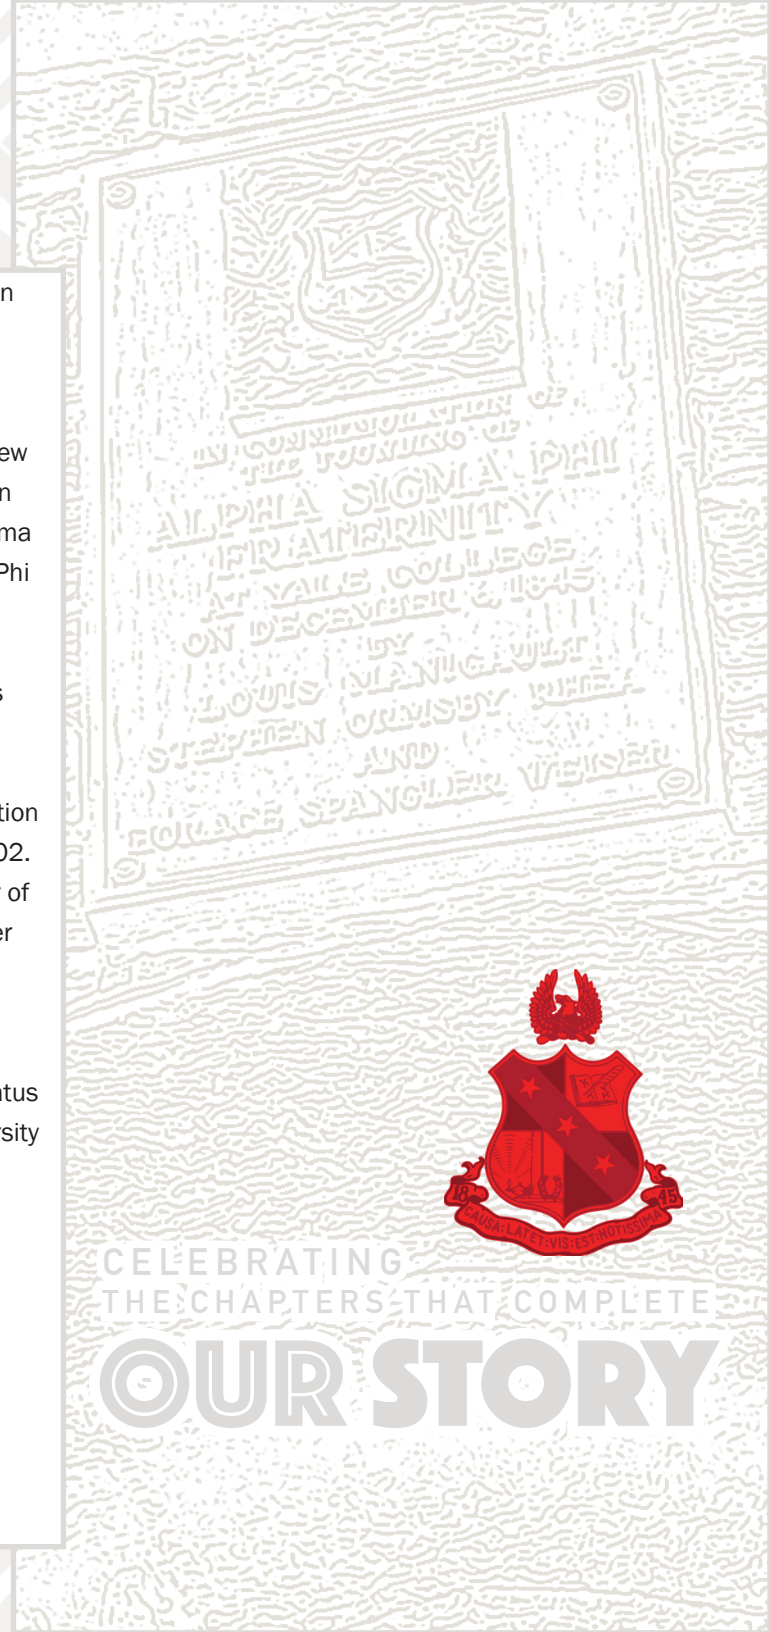 n
ew
n
ma
Phi
s
tion
02.
of
er
atus
rsity
IN COMMEMORATION OF
THE FOUNDING OF
ALPHA SIGMA PHI
FRATERNITY
AT YALE COLLEGE
ON DECEMBER 6, 1845
BY
LOUIS MANIGAULT
STEPHEN ORMSBY RHEA
AND
HORACE SPANGLER WEISER
18 45
CAUSA:LATET:VIS:EST:NOTISSIMA
CELEBRATING
THE CHAPTERS THAT COMPLETE
OUR STORY